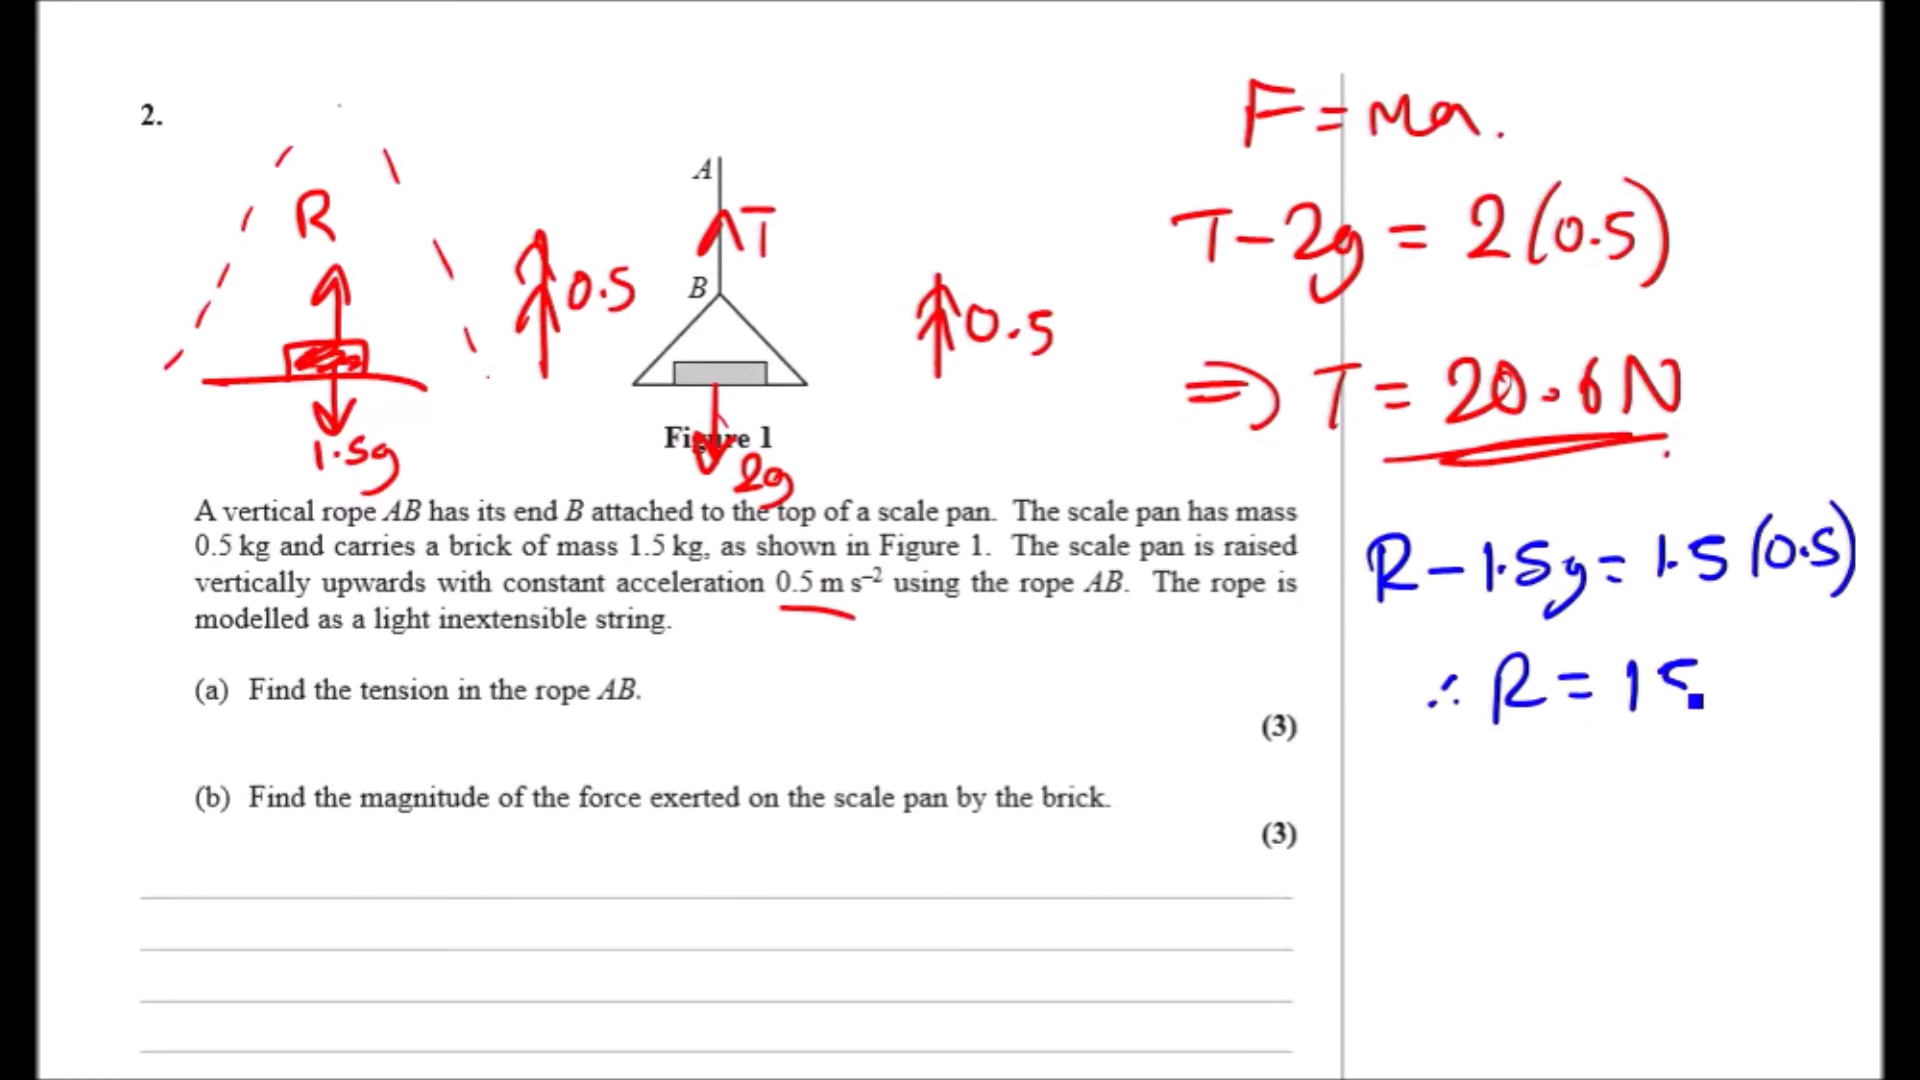 2.
A
R
T
0.5
B
0.5
1.5g
Figure 1
2g
A vertical rope AB has its end B attached to the top of a scale pan. The scale pan has mass
0.5 kg and carries a brick of mass 1.5 kg, as shown in Figure 1. The scale pan is raised
vertically upwards with constant acceleration 0.5 m s⁻² using the rope AB. The rope is
modelled as a light inextensible string.
(a) Find the tension in the rope AB.
(3)
(b) Find the magnitude of the force exerted on the scale pan by the brick.
(3)
F = ma.
T - 2g = 2(0.5)
⇒ T = 20.6N
R - 1.5g = 1.5(0.5)
∴ R = 15